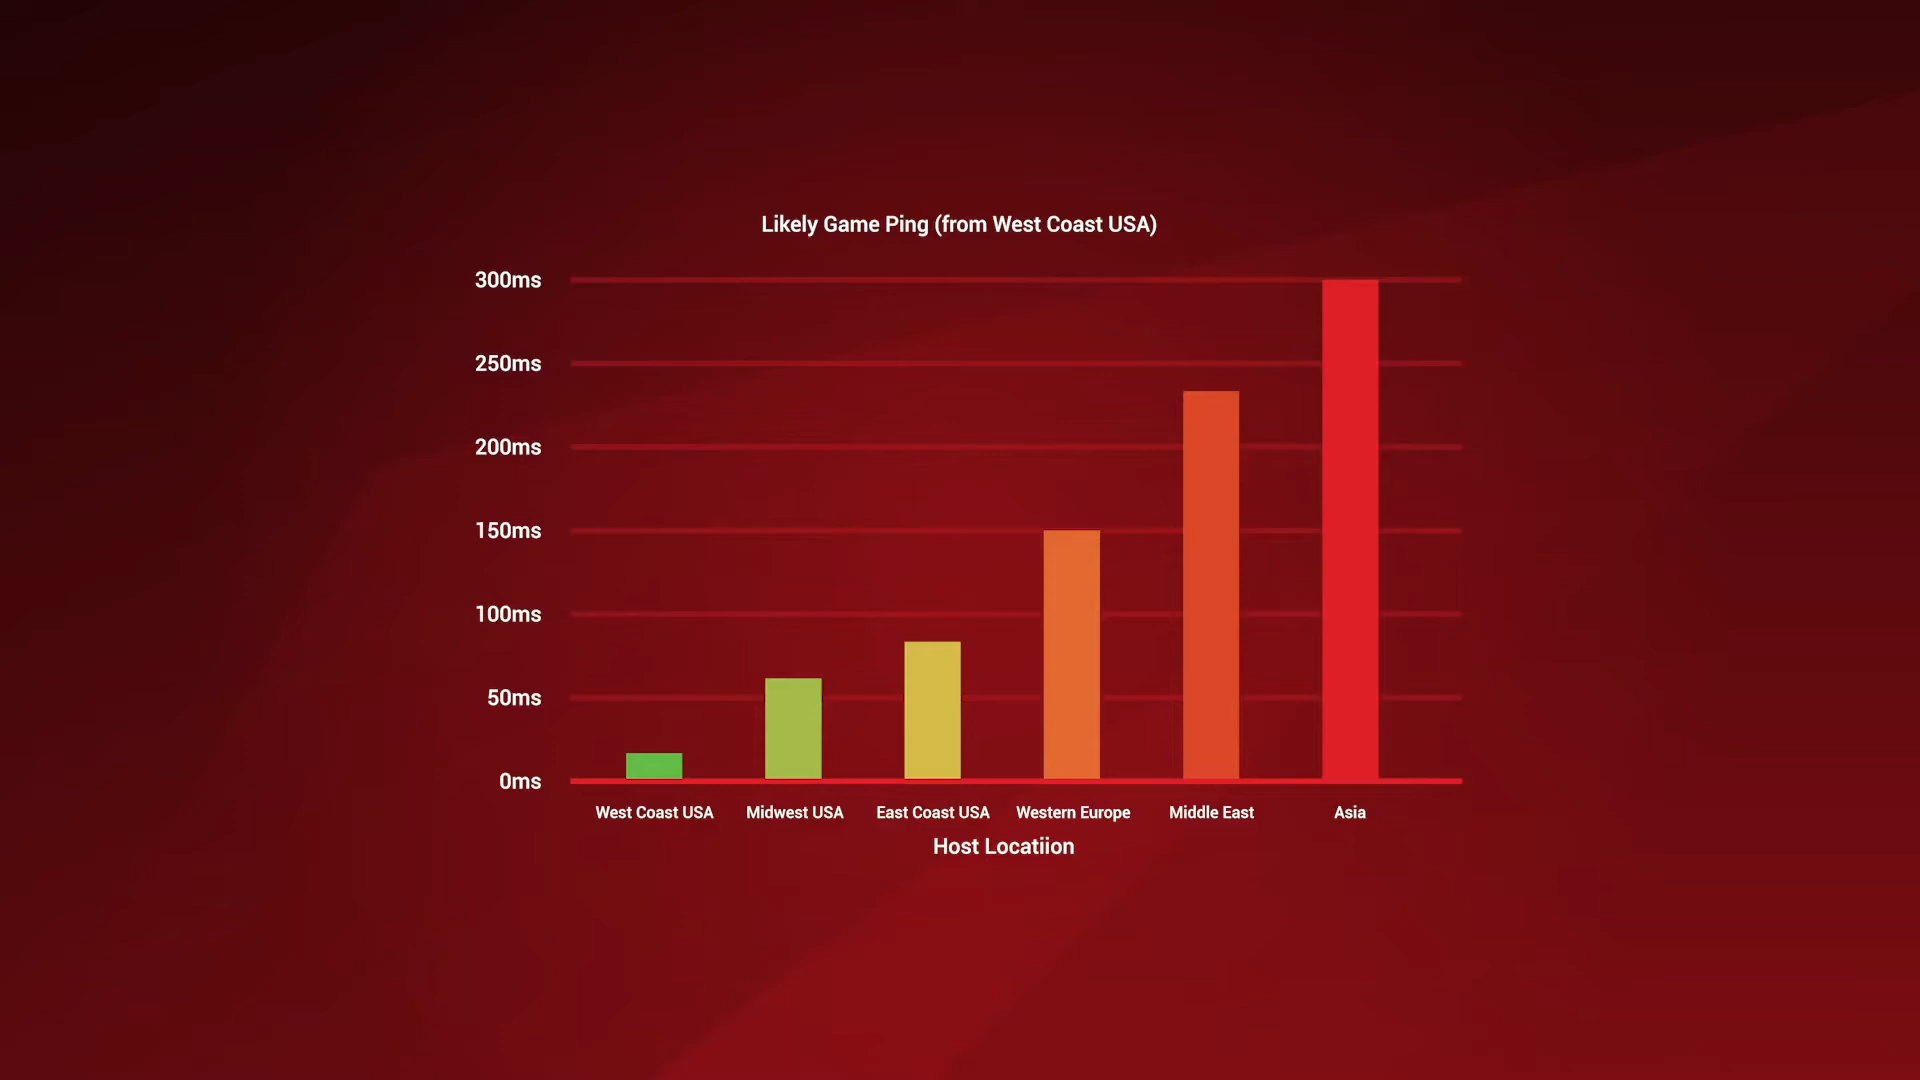 Likely Game Ping (from West Coast USA)
300ms
250ms
200ms
150ms
100ms
50ms
0ms
West Coast USA Midwest USA East Coast USA Western Europe Middle East Asia
Host Locatiion